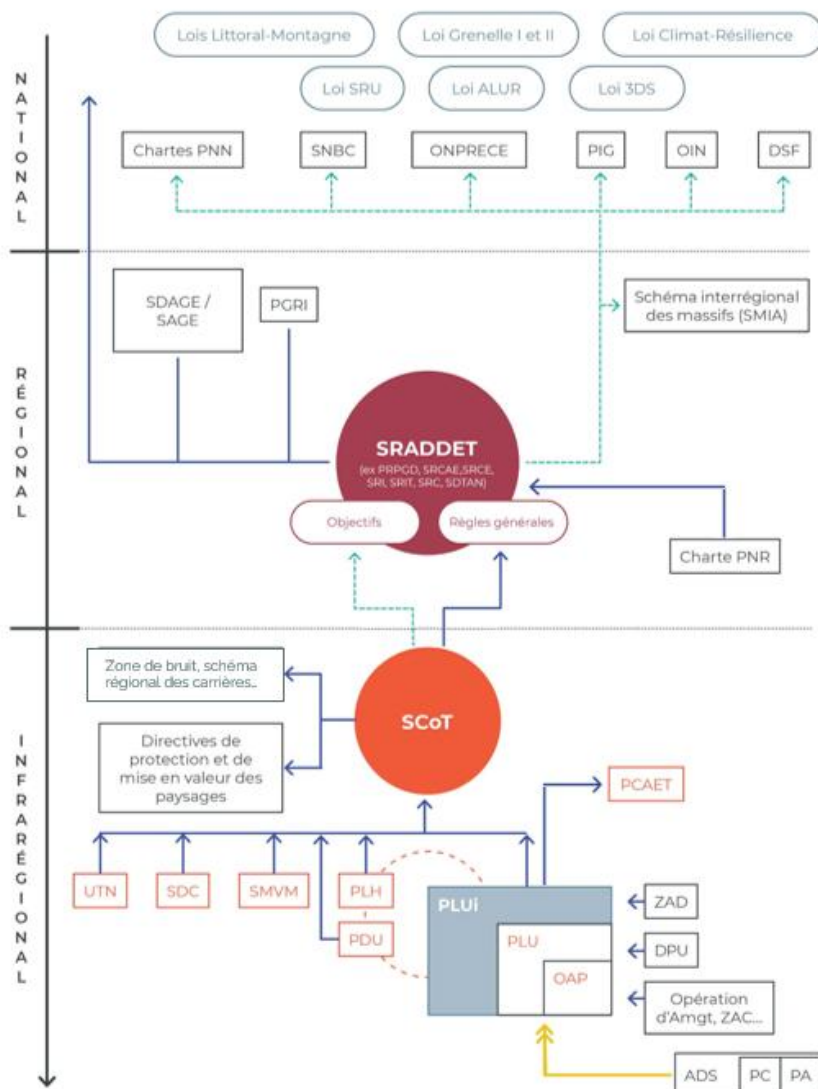 NATIONAL
Lois Littoral-Montagne
Loi Grenelle I et II
Loi Climat-Résilience
Loi SRU
Loi ALUR
Loi 3DS
Chartes PNN
SNBC
ONPRECE
PIG
OIN
DSF
RÉGIONAL
SDAGE /
SAGE
PGRI
Schéma interrégional
des massifs (SMIA)
SRADDET
(ex PRPGD, SRCAE,SRCE,
SRI, SRIT, SRC, SDTAN)
Objectifs
Règles générales
Charte PNR
INFRARÉGIONAL
Zone de bruit, schéma
régional des carrières...
SCoT
Directives de
protection et de
mise en valeur des
paysages
PCAET
UTN
SDC
SMVM
PLH
PDU
PLUi
PLU
OAP
ZAD
DPU
Opération
d'Amgt, ZAC...
ADS
PC
PA